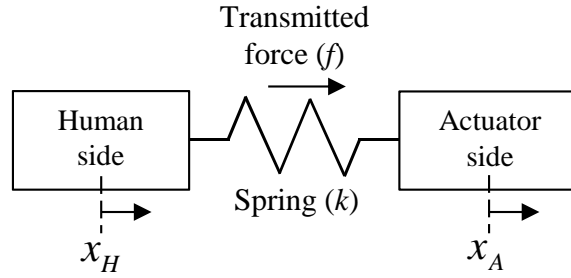 Transmitted
force (f)
Human
side
Actuator
side
Spring (k)
x_H
x_A